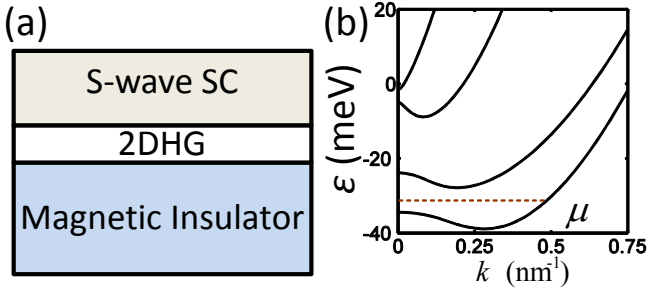 (a)
S-wave SC
2DHG
Magnetic Insulator
(b)
20
0
-20
-40
ε (meV)
μ
0
0.25
0.5
0.75
k (nm⁻¹)